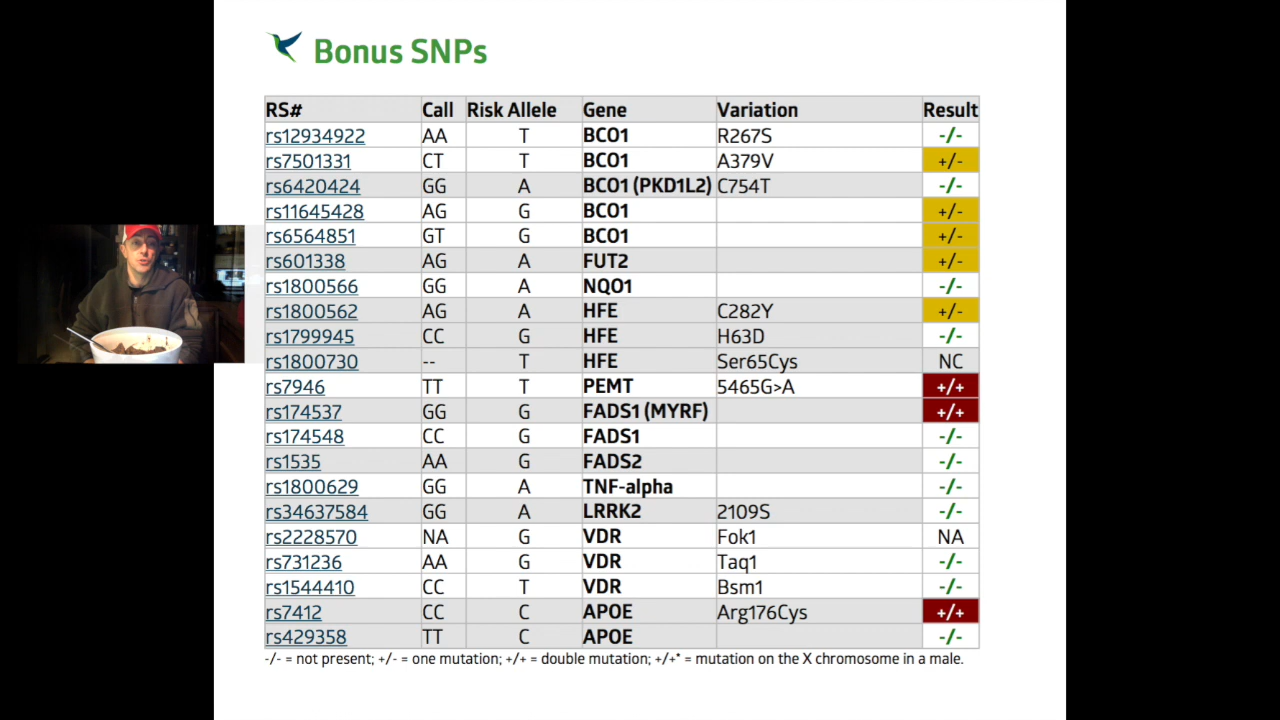 Bonus SNPs
RS# Call Risk Allele Gene Variation Result
rs12934922 AA T BCO1 R267S -/-
rs7501331 CT T BCO1 A379V +/-
rs6420424 GG A BCO1 (PKD1L2) C754T -/-
rs11645428 AG G BCO1 +/-
rs6564851 GT G BCO1 +/-
rs601338 AG A FUT2 +/-
rs1800566 GG A NQO1 -/-
rs1800562 AG A HFE C282Y +/-
rs1799945 CC G HFE H63D -/-
rs1800730 -- T HFE Ser65Cys NC
rs7946 TT T PEMT 5465G>A +/+
rs174537 GG G FADS1 (MYRF) +/+
rs174548 CC G FADS1 -/-
rs1535 AA G FADS2 -/-
rs1800629 GG A TNF-alpha -/-
rs34637584 GG A LRRK2 2109S -/-
rs2228570 NA G VDR Fok1 NA
rs731236 AA G VDR Taq1 -/-
rs1544410 CC T VDR Bsm1 -/-
rs7412 CC C APOE Arg176Cys +/+
rs429358 TT C APOE -/-
-/- = not present; +/- = one mutation; +/+ = double mutation; +/+* = mutation on the X chromosome in a male.